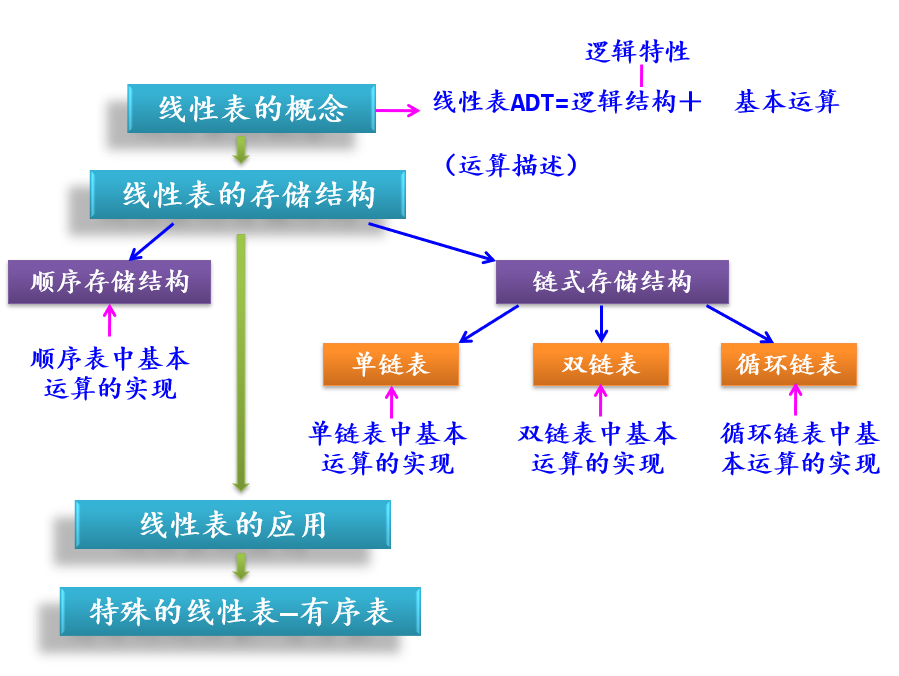 逻辑特性
线性表的概念
线性表ADT=逻辑结构＋ 基本运算
（运算描述）
线性表的存储结构
顺序存储结构
链式存储结构
顺序表中基本
运算的实现
单链表
双链表
循环链表
单链表中基本
运算的实现
双链表中基本
运算的实现
循环链表中基
本运算的实现
线性表的应用
特殊的线性表–有序表